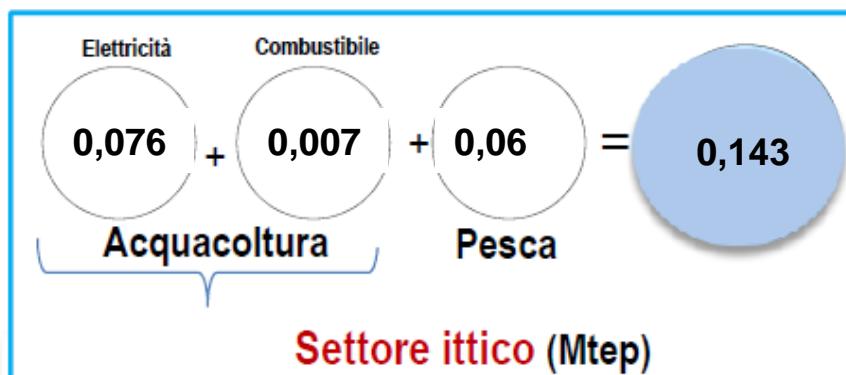 Elettricità Combustibile
0,076 + 0,007 + 0,06 = 0,143
Acquacoltura Pesca
Settore ittico (Mtep)